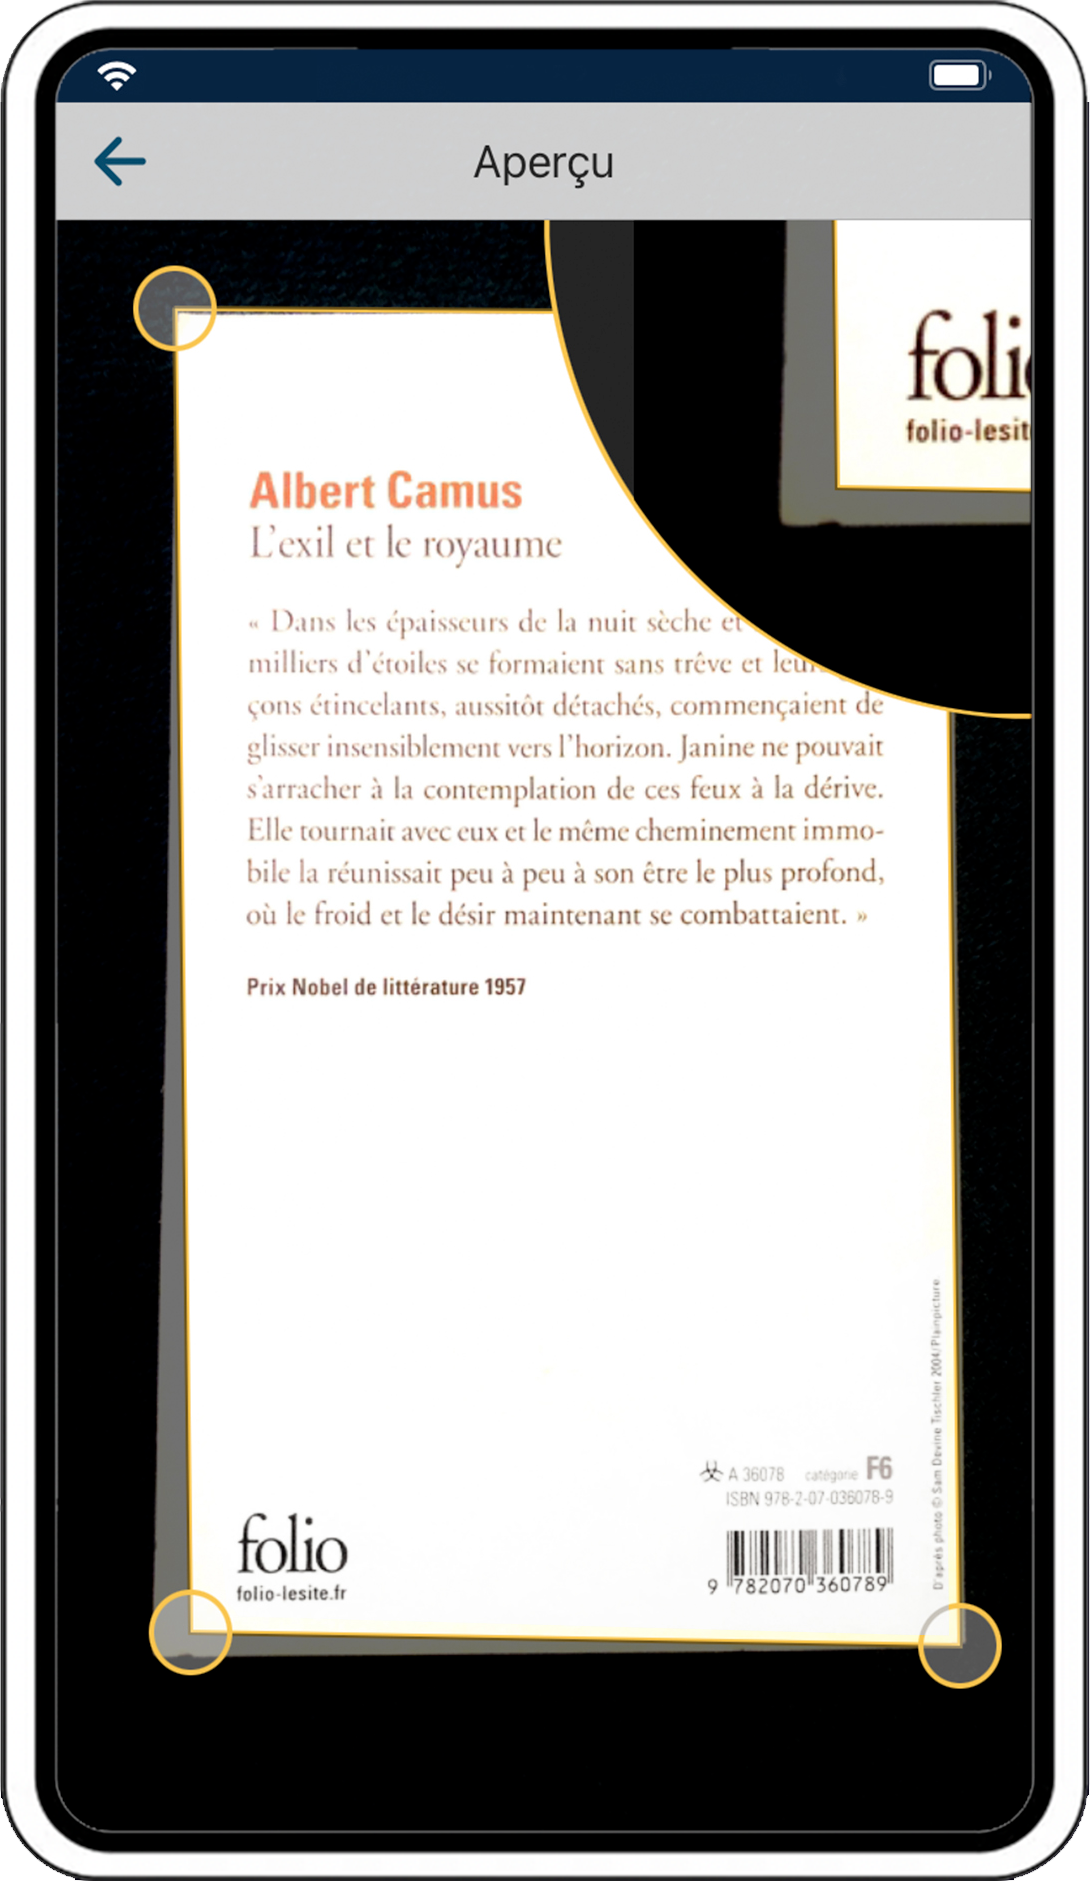 Aperçu
folio
folio-lesite
Albert Camus
L'exil et le royaume
« Dans les épaisseurs de la nuit sèche et
milliers d'étoiles se formaient sans trêve et leur
çons étincelants, aussitôt détachés, commençaient de
glisser insensiblement vers l'horizon. Janine ne pouvait
s'arracher à la contemplation de ces feux à la dérive.
Elle tournait avec eux et le même cheminement immo-
bile la réunissait peu à peu à son être le plus profond,
où le froid et le désir maintenant se combattaient. »
Prix Nobel de littérature 1957
D'après photo © Sam Devine Tischler 2004/Plainpicture
A 36078 catégorie F6
ISBN 978-2-07-036078-9
9 782070 360789
folio
folio-lesite.fr